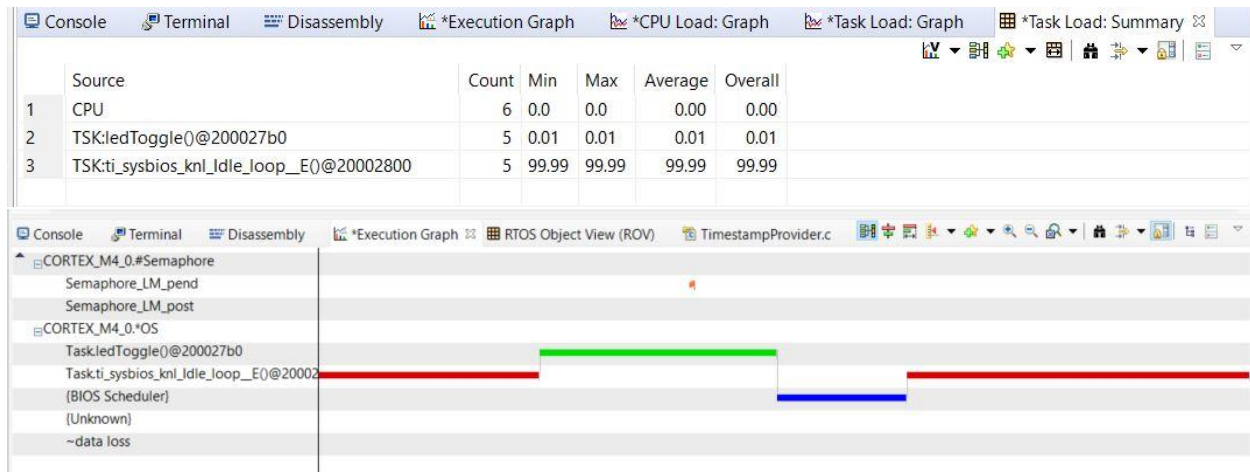 Console Terminal Disassembly *Execution Graph *CPU Load: Graph *Task Load: Graph *Task Load: Summary
Source Count Min Max Average Overall
1 CPU 6 0.0 0.0 0.00 0.00
2 TSK:ledToggle()@200027b0 5 0.01 0.01 0.01 0.01
3 TSK:ti_sysbios_knl_Idle_loop__E()@20002800 5 99.99 99.99 99.99 99.99
Console Terminal Disassembly *Execution Graph RTOS Object View (ROV) TimestampProvider.c
CORTEX_M4_0.#Semaphore
Semaphore_LM_pend
Semaphore_LM_post
CORTEX_M4_0.*OS
Task.ledToggle()@200027b0
Task.ti_sysbios_knl_Idle_loop__E()@20002
{BIOS Scheduler}
{Unknown}
~data loss